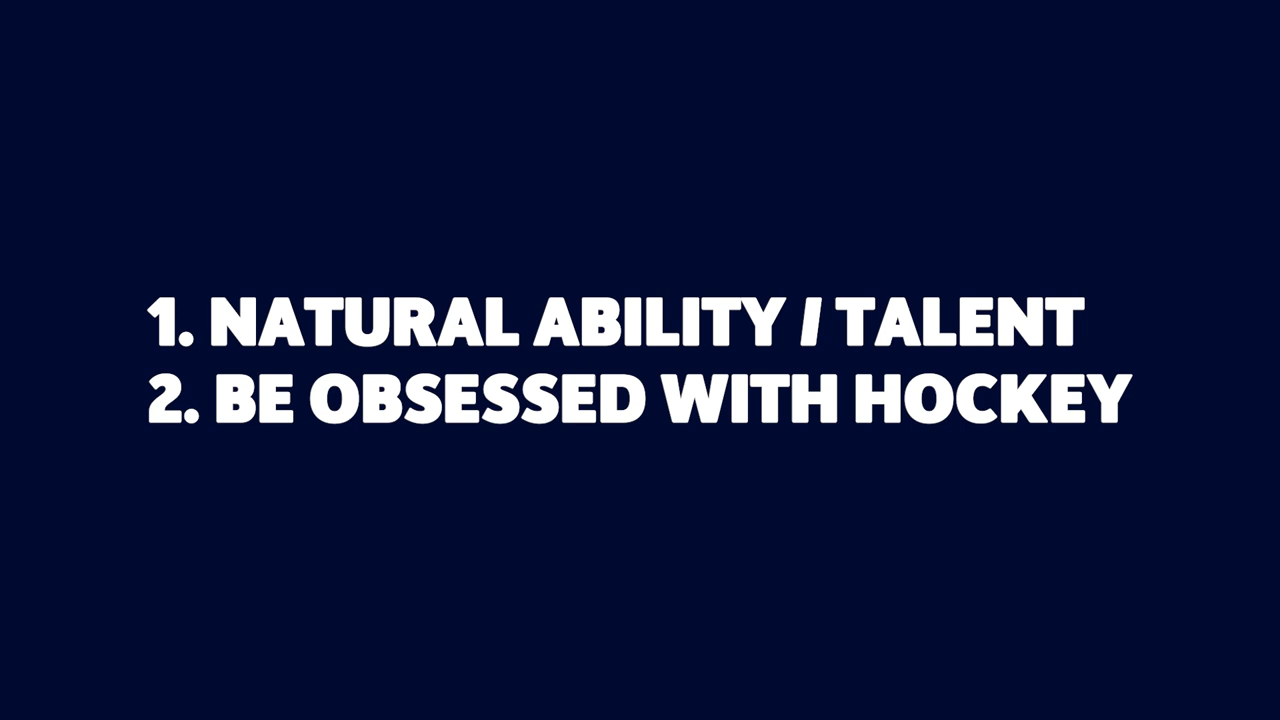 1. NATURAL ABILITY / TALENT
2. BE OBSESSED WITH HOCKEY